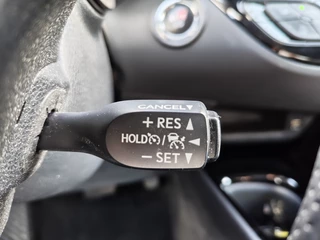 CANCEL▼
+ RES ▲
HOLD / ◄
− SET ▼